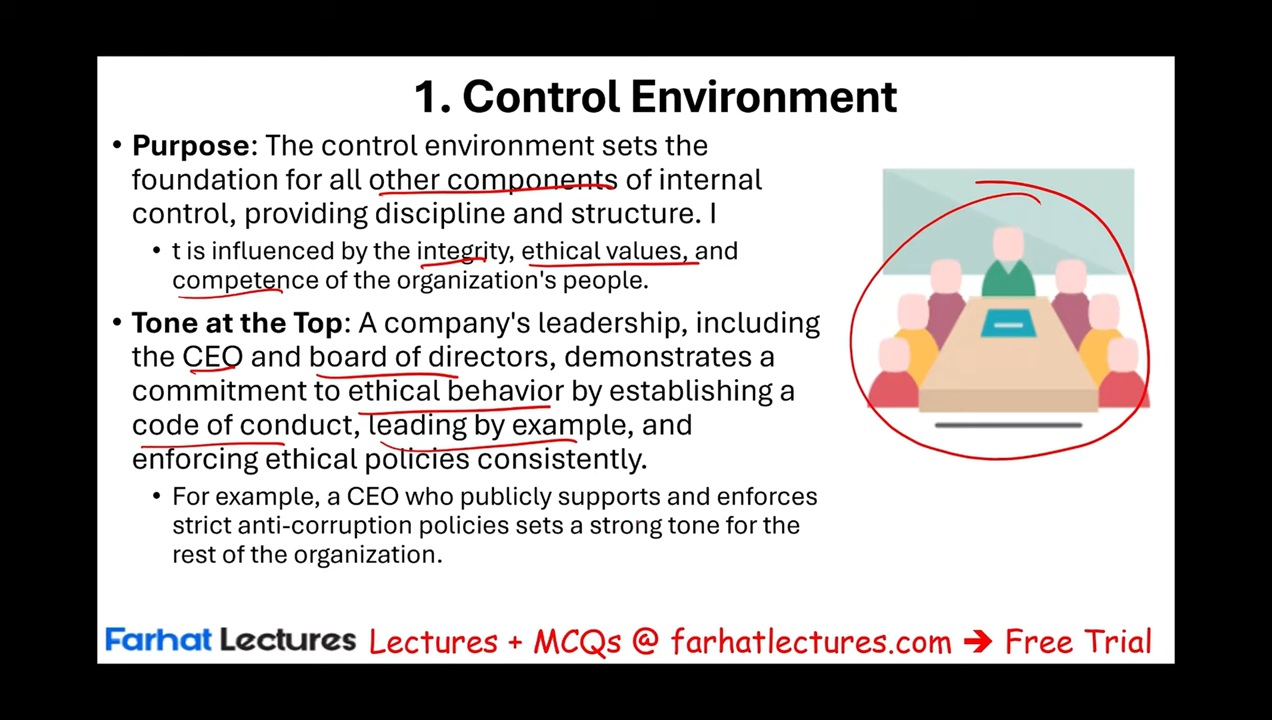 1. Control Environment
• Purpose: The control environment sets the
foundation for all other components of internal
control, providing discipline and structure. I
• t is influenced by the integrity, ethical values, and
competence of the organization's people.
• Tone at the Top: A company's leadership, including
the CEO and board of directors, demonstrates a
commitment to ethical behavior by establishing a
code of conduct, leading by example, and
enforcing ethical policies consistently.
• For example, a CEO who publicly supports and enforces
strict anti-corruption policies sets a strong tone for the
rest of the organization.
Farhat Lectures Lectures + MCQs @ farhatlectures.com ➔ Free Trial